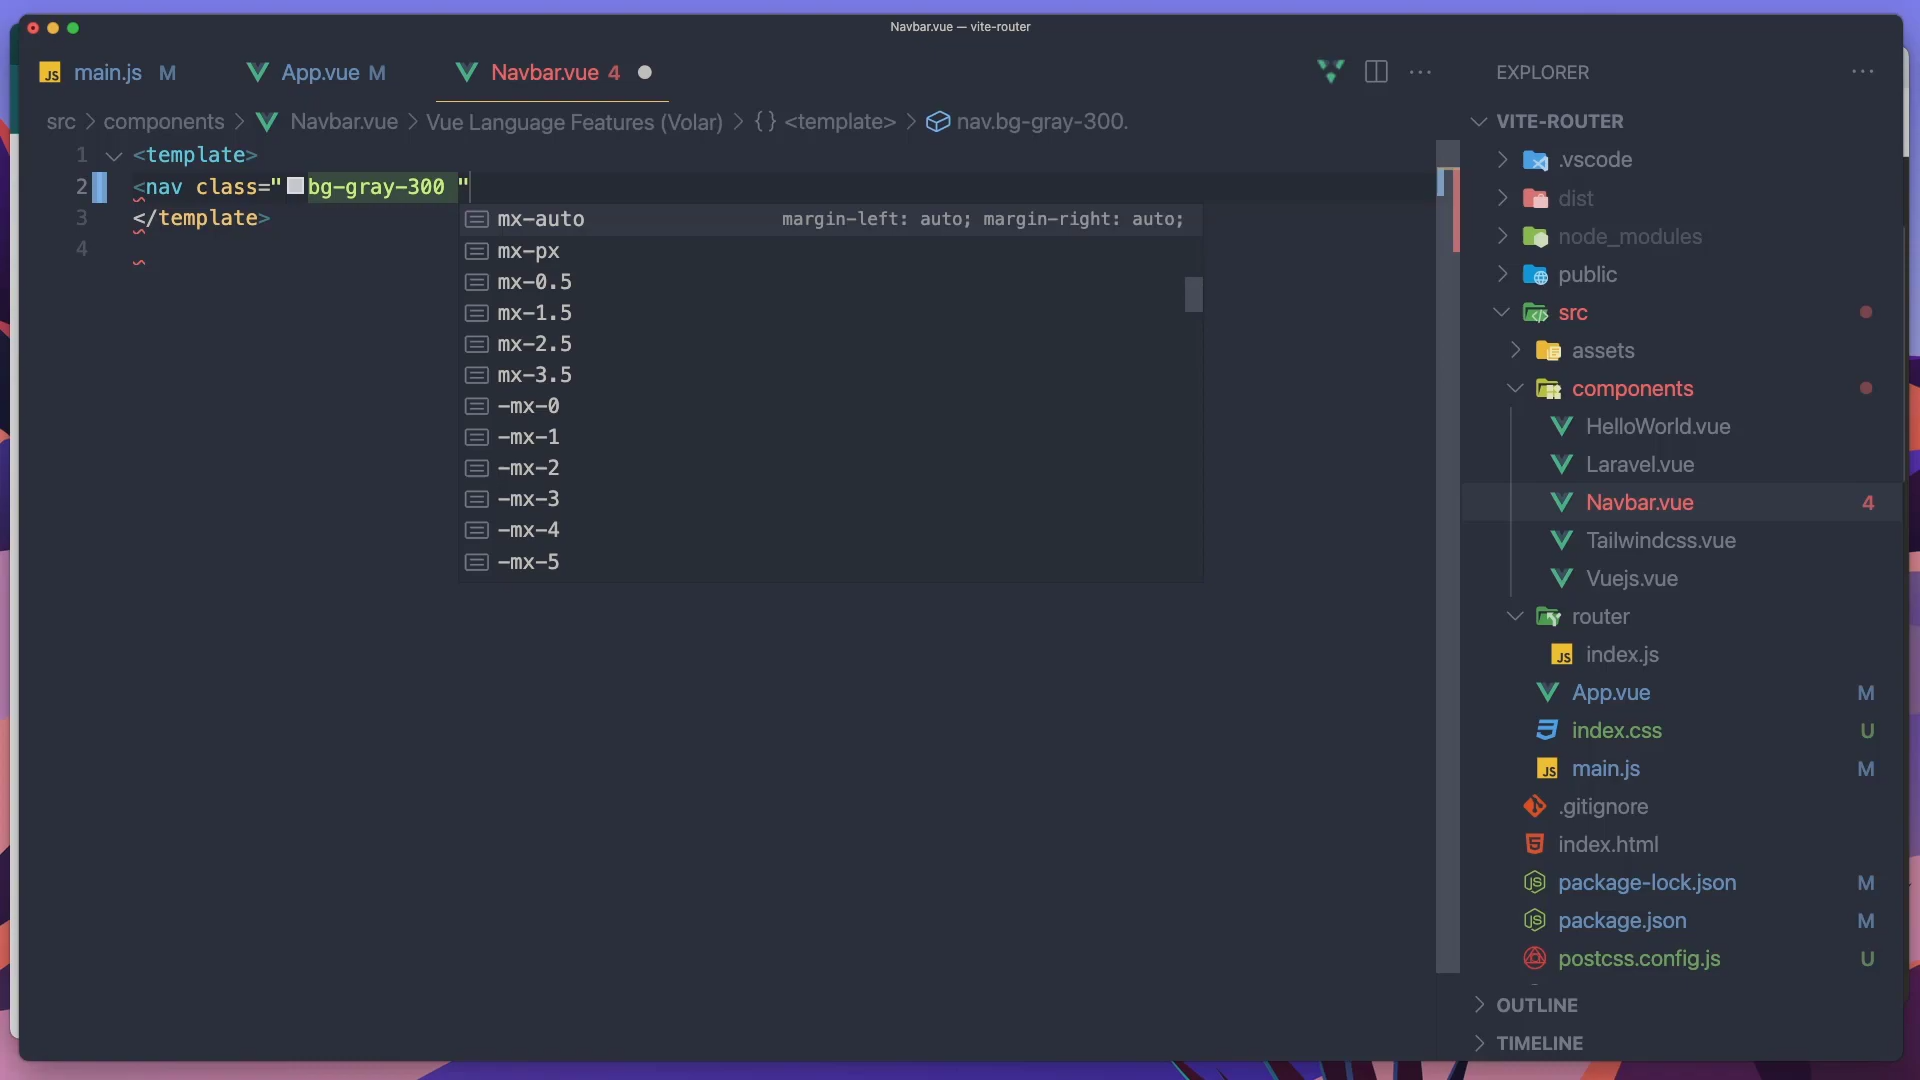 Navbar.vue — vite-router
main.js M
App.vue M
Navbar.vue 4
EXPLORER
src > components > Navbar.vue > Vue Language Features (Volar) > {} <template> > nav.bg-gray-300.
1 <template>
2 <nav class="bg-gray-300 "
3 </template>
4
mx-auto margin-left: auto; margin-right: auto;
mx-px
mx-0.5
mx-1.5
mx-2.5
mx-3.5
-mx-0
-mx-1
-mx-2
-mx-3
-mx-4
-mx-5
VITE-ROUTER
.vscode
dist
node_modules
public
src
assets
components
HelloWorld.vue
Laravel.vue
Navbar.vue 4
Tailwindcss.vue
Vuejs.vue
router
JS index.js
App.vue M
index.css U
JS main.js M
.gitignore
index.html
package-lock.json M
package.json M
postcss.config.js U
OUTLINE
TIMELINE